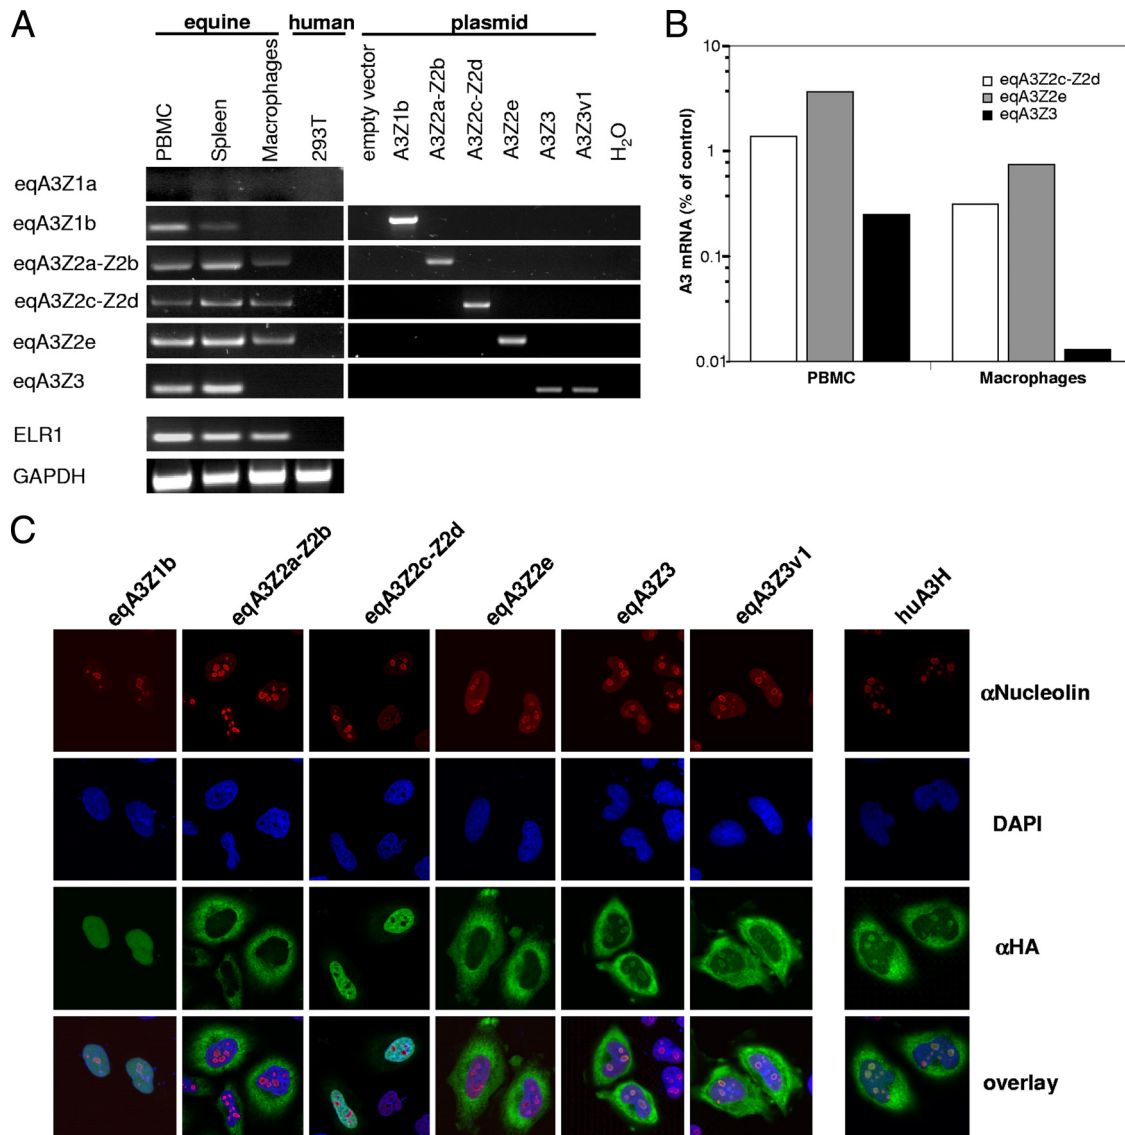 A
equine human plasmid
PBMC
Spleen
Macrophages
293T
empty vector
A3Z1b
A3Z2a-Z2b
A3Z2c-Z2d
A3Z2e
A3Z3
A3Z3v1
H2O
eqA3Z1a
eqA3Z1b
eqA3Z2a-Z2b
eqA3Z2c-Z2d
eqA3Z2e
eqA3Z3
ELR1
GAPDH
B
A3 mRNA (% of control)
10
1
0.1
0.01
eqA3Z2c-Z2d
eqA3Z2e
eqA3Z3
PBMC Macrophages
C
eqA3Z1b
eqA3Z2a-Z2b
eqA3Z2c-Z2d
eqA3Z2e
eqA3Z3
eqA3Z3v1
huA3H
αNucleolin
DAPI
αHA
overlay